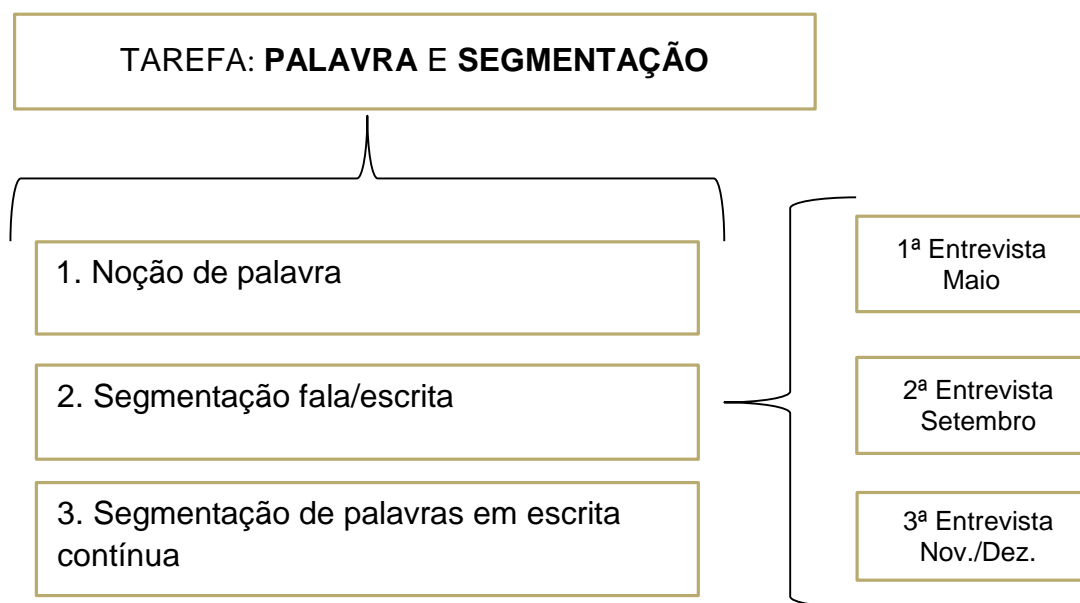 TAREFA: PALAVRA E SEGMENTAÇÃO
1. Noção de palavra
2. Segmentação fala/escrita
3. Segmentação de palavras em escrita
contínua
1ª Entrevista
Maio
2ª Entrevista
Setembro
3ª Entrevista
Nov./Dez.